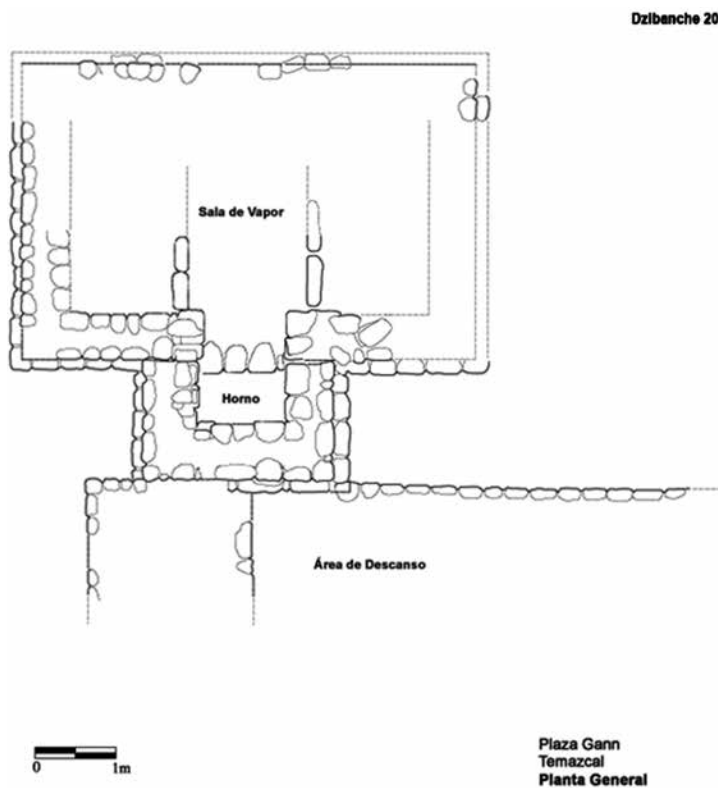 Dzibanche 20
Sala de Vapor
Horno
Área de Descanso
0 1m
Plaza Gann
Temazcal
Planta General